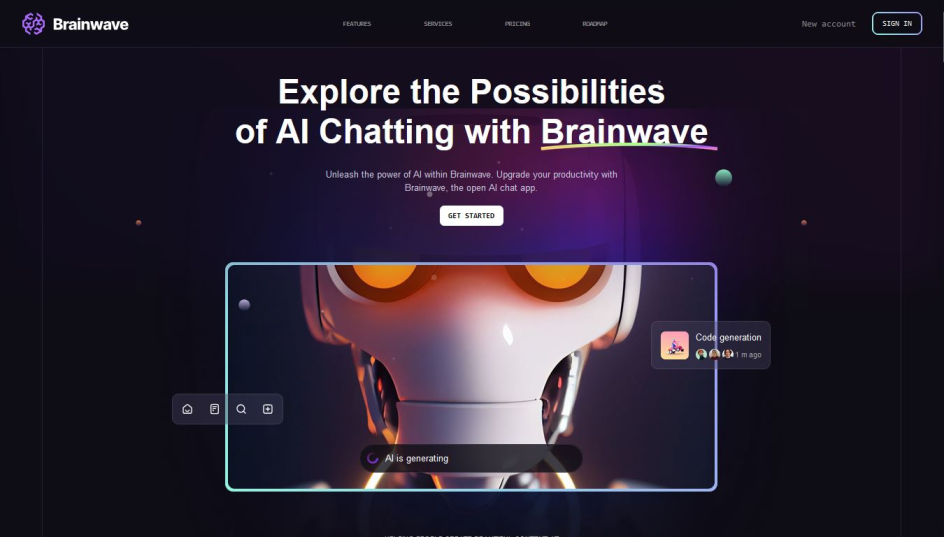 Brainwave
FEATURES
SERVICES
PRICING
ROADMAP
New account
SIGN IN
Explore the Possibilities
of AI Chatting with Brainwave
Unleash the power of AI within Brainwave. Upgrade your productivity with
Brainwave, the open AI chat app.
GET STARTED
Code generation
1 m ago
AI is generating